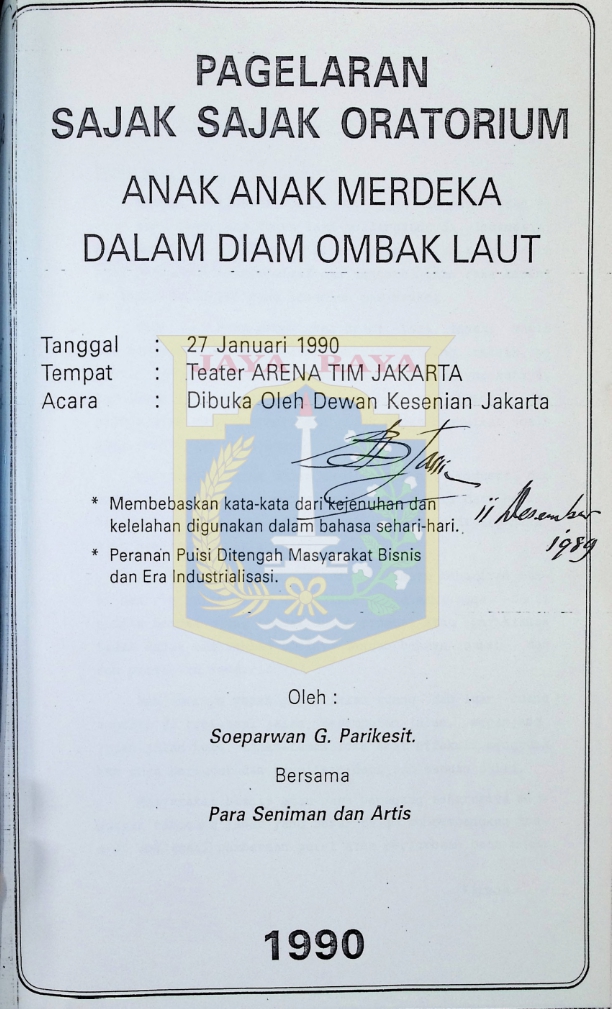 PAGELARAN
SAJAK SAJAK ORATORIUM
ANAK ANAK MERDEKA
DALAM DIAM OMBAK LAUT
Tanggal : 27 Januari 1990
JAYA RAYA
Tempat : Teater ARENA TIM JAKARTA
Acara : Dibuka Oleh Dewan Kesenian Jakarta
* Membebaskan kata-kata dari kejenuhan dan
kelelahan digunakan dalam bahasa sehari-hari.
11 Desember
1989
* Peranan Puisi Ditengah Masyarakat Bisnis
dan Era Industrialisasi.
Oleh :
Soeparwan G. Parikesit.
Bersama
Para Seniman dan Artis
1990